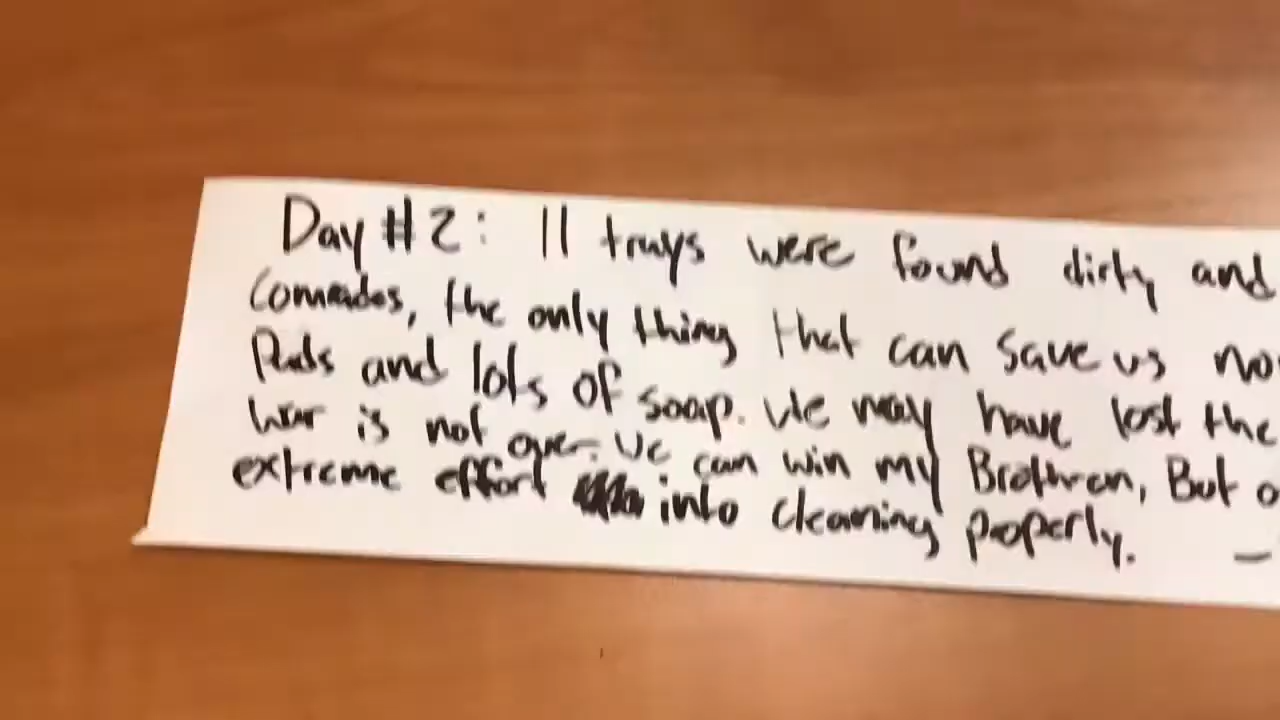 Day #2: 11 trays were found dirty and
Comrades, the only thing that can save us
Pads and lots of soap. We may have lost the
War is not over. We can win my Brothren, But
extreme effort into cleaning properly. —